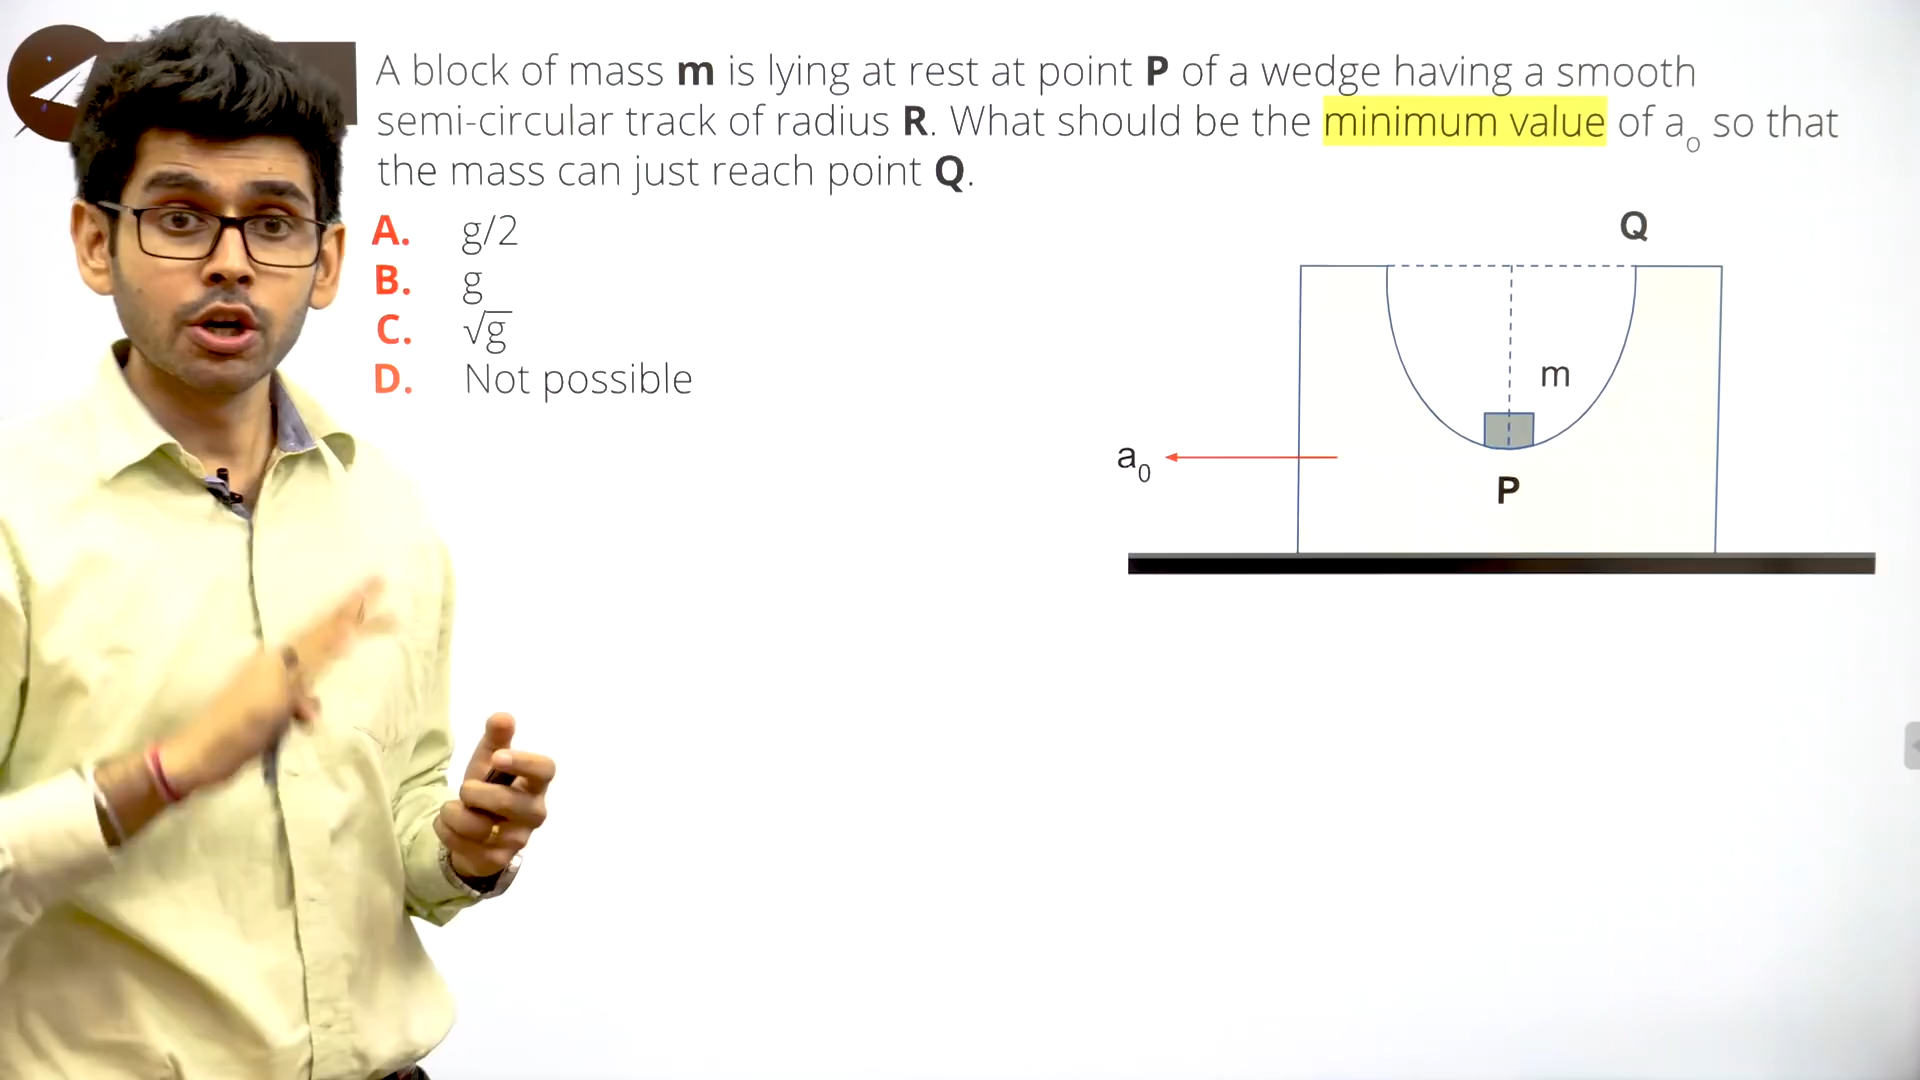 A block of mass m is lying at rest at point P of a wedge having a smooth
semi-circular track of radius R. What should be the minimum value of a₀ so that
the mass can just reach point Q.
A. g/2
B. g
C. √g
D. Not possible
Q
m
a₀
P